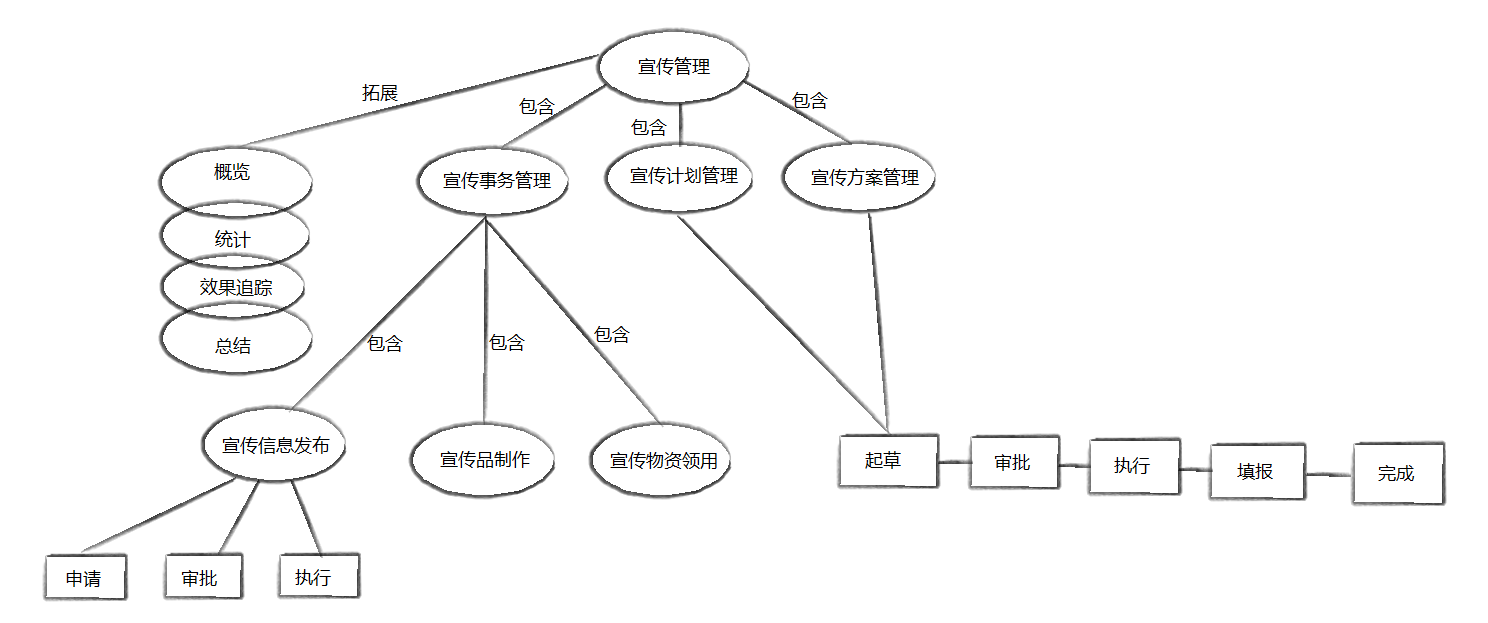 宣传管理
拓展
包含
包含
包含
概览
宣传事务管理
宣传计划管理
宣传方案管理
统计
效果追踪
总结
包含
包含
包含
宣传信息发布
宣传品制作
宣传物资领用
起草
审批
执行
填报
完成
申请
审批
执行